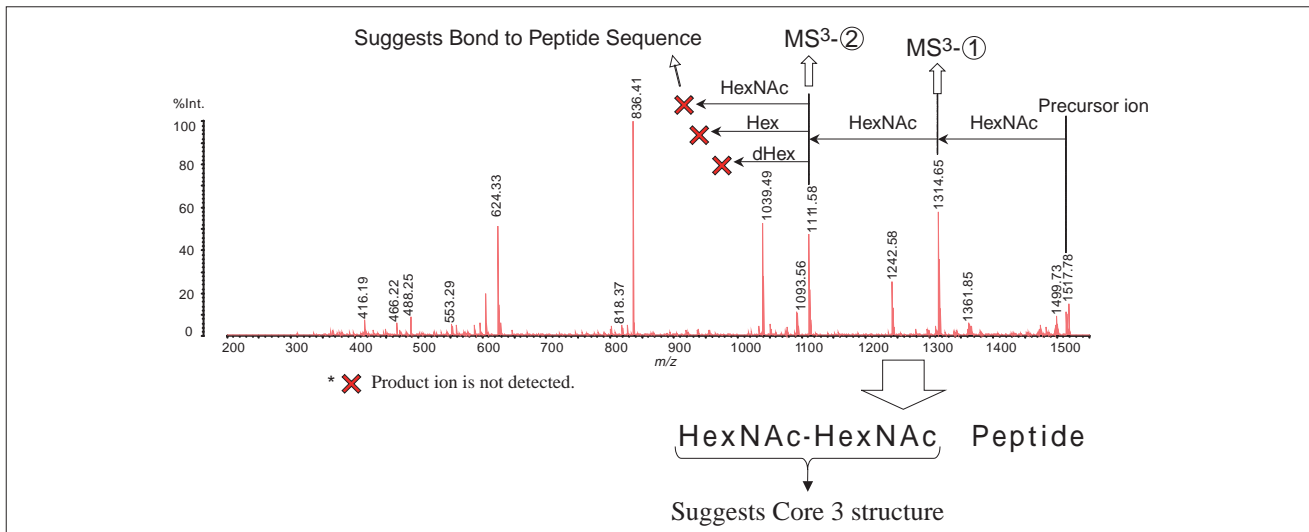 Suggests Bond to Peptide Sequence
MS3-②
MS3-①
HexNAc
Hex
dHex
HexNAc
HexNAc
Precursor ion
%Int.
100
80
60
40
20
0
416.19
466.22
488.25
553.29
624.33
818.37
836.41
1039.49
1093.56
1111.58
1242.58
1314.65
1361.85
1499.73
1517.78
200 300 400 500 600 700 800 900 1000 1100 1200 1300 1400 1500
m/z
* Product ion is not detected.
HexNAc-HexNAc Peptide
Suggests Core 3 structure